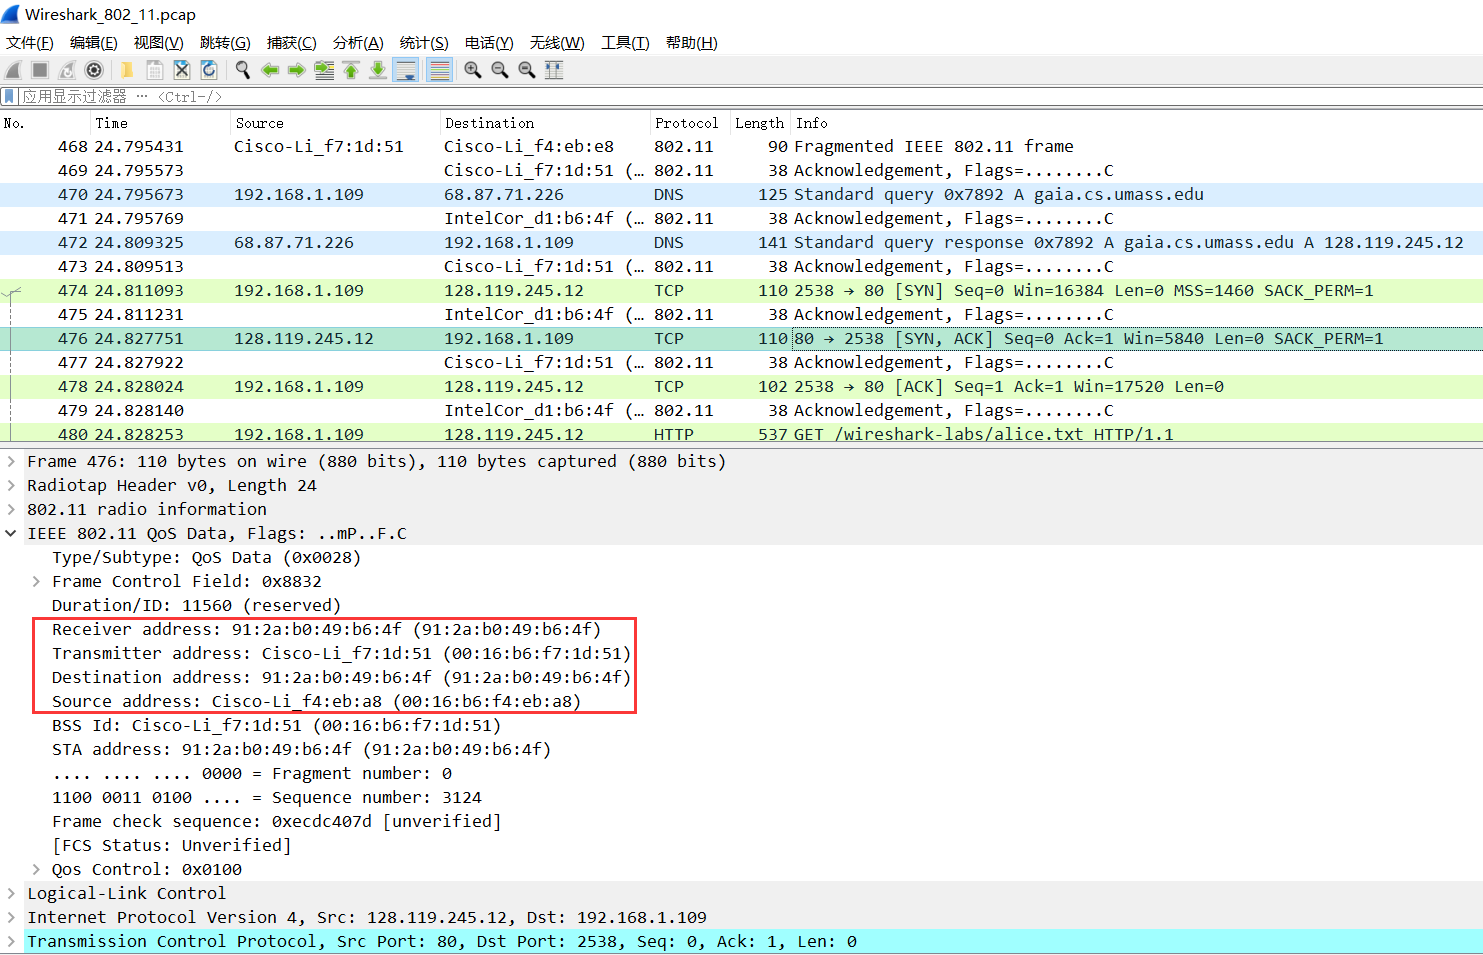 Wireshark_802_11.pcap
文件(F) 编辑(E) 视图(V) 跳转(G) 捕获(C) 分析(A) 统计(S) 电话(Y) 无线(W) 工具(T) 帮助(H)
应用显示过滤器 … <Ctrl-/>
No. Time Source Destination Protocol Length Info
468 24.795431 Cisco-Li_f7:1d:51 Cisco-Li_f4:eb:e8 802.11 90 Fragmented IEEE 802.11 frame
469 24.795573 Cisco-Li_f7:1d:51 (… 802.11 38 Acknowledgement, Flags=........C
470 24.795673 192.168.1.109 68.87.71.226 DNS 125 Standard query 0x7892 A gaia.cs.umass.edu
471 24.795769 IntelCor_d1:b6:4f (… 802.11 38 Acknowledgement, Flags=........C
472 24.809325 68.87.71.226 192.168.1.109 DNS 141 Standard query response 0x7892 A gaia.cs.umass.edu A 128.119.245.12
473 24.809513 Cisco-Li_f7:1d:51 (… 802.11 38 Acknowledgement, Flags=........C
474 24.811093 192.168.1.109 128.119.245.12 TCP 110 2538 → 80 [SYN] Seq=0 Win=16384 Len=0 MSS=1460 SACK_PERM=1
475 24.811231 IntelCor_d1:b6:4f (… 802.11 38 Acknowledgement, Flags=........C
476 24.827751 128.119.245.12 192.168.1.109 TCP 110 80 → 2538 [SYN, ACK] Seq=0 Ack=1 Win=5840 Len=0 SACK_PERM=1
477 24.827922 Cisco-Li_f7:1d:51 (… 802.11 38 Acknowledgement, Flags=........C
478 24.828024 192.168.1.109 128.119.245.12 TCP 102 2538 → 80 [ACK] Seq=1 Ack=1 Win=17520 Len=0
479 24.828140 IntelCor_d1:b6:4f (… 802.11 38 Acknowledgement, Flags=........C
480 24.828253 192.168.1.109 128.119.245.12 HTTP 537 GET /wireshark-labs/alice.txt HTTP/1.1
Frame 476: 110 bytes on wire (880 bits), 110 bytes captured (880 bits)
Radiotap Header v0, Length 24
802.11 radio information
IEEE 802.11 QoS Data, Flags: ..mP..F.C
Type/Subtype: QoS Data (0x0028)
Frame Control Field: 0x8832
Duration/ID: 11560 (reserved)
Receiver address: 91:2a:b0:49:b6:4f (91:2a:b0:49:b6:4f)
Transmitter address: Cisco-Li_f7:1d:51 (00:16:b6:f7:1d:51)
Destination address: 91:2a:b0:49:b6:4f (91:2a:b0:49:b6:4f)
Source address: Cisco-Li_f4:eb:a8 (00:16:b6:f4:eb:a8)
BSS Id: Cisco-Li_f7:1d:51 (00:16:b6:f7:1d:51)
STA address: 91:2a:b0:49:b6:4f (91:2a:b0:49:b6:4f)
.... .... .... 0000 = Fragment number: 0
1100 0011 0100 .... = Sequence number: 3124
Frame check sequence: 0xecdc407d [unverified]
[FCS Status: Unverified]
Qos Control: 0x0100
Logical-Link Control
Internet Protocol Version 4, Src: 128.119.245.12, Dst: 192.168.1.109
Transmission Control Protocol, Src Port: 80, Dst Port: 2538, Seq: 0, Ack: 1, Len: 0